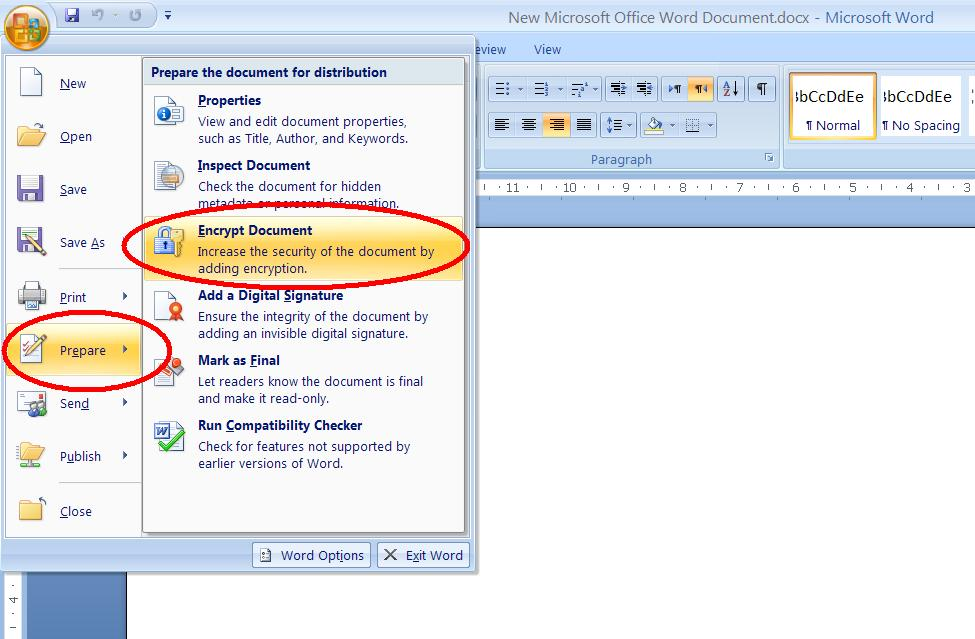 New Microsoft Office Word Document.docx - Microsoft Word
eview View
New
Open
Save
Save As
Print
Prepare
Send
Publish
Close
Prepare the document for distribution
Properties
View and edit document properties,
such as Title, Author, and Keywords.
Inspect Document
Check the document for hidden
metadata or personal information.
Encrypt Document
Increase the security of the document by
adding encryption.
Add a Digital Signature
Ensure the integrity of the document by
adding an invisible digital signature.
Mark as Final
Let readers know the document is final
and make it read-only.
Run Compatibility Checker
Check for features not supported by
earlier versions of Word.
Word Options
Exit Word
Paragraph
bCcDdEe bCcDdEe
¶ Normal ¶ No Spacing
11 10 9 8 7 6 5 4 3
4